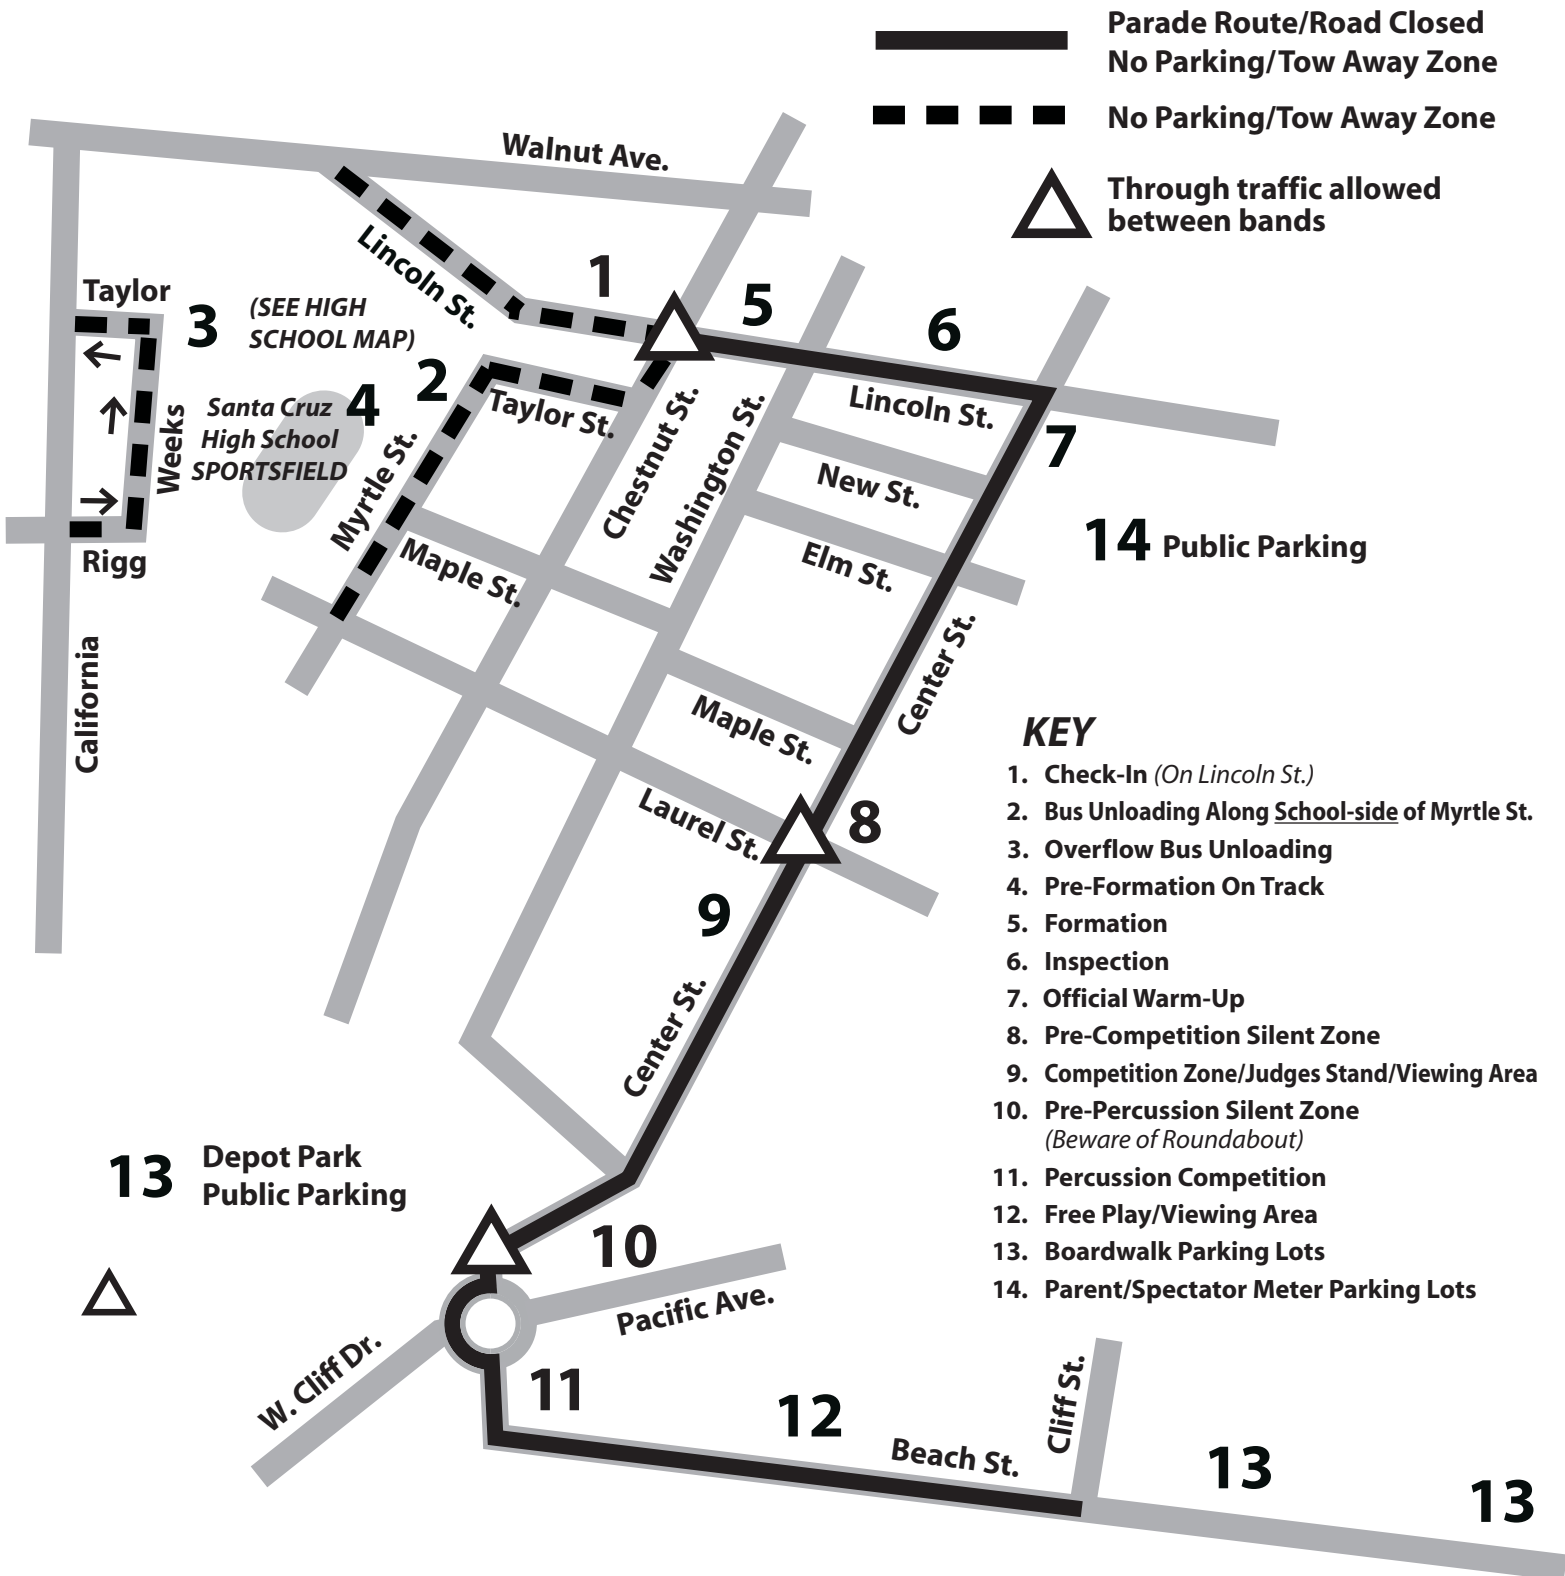 Parade Route/Road Closed
No Parking/Tow Away Zone
No Parking/Tow Away Zone
Through traffic allowed
between bands
Walnut Ave.
Lincoln St.
1
5
6
Taylor
3
(SEE HIGH
SCHOOL MAP)
2
4
Santa Cruz
High School
SPORTSFIELD
Weeks
Taylor St.
Myrtle St.
Chestnut St.
Washington St.
Lincoln St.
7
New St.
14 Public Parking
Rigg
Maple St.
Elm St.
California
Center St.
Maple St.
Laurel St.
8
9
Center St.
KEY
1. Check-In (On Lincoln St.)
2. Bus Unloading Along School-side of Myrtle St.
3. Overflow Bus Unloading
4. Pre-Formation On Track
5. Formation
6. Inspection
7. Official Warm-Up
8. Pre-Competition Silent Zone
9. Competition Zone/Judges Stand/Viewing Area
10. Pre-Percussion Silent Zone
(Beware of Roundabout)
11. Percussion Competition
12. Free Play/Viewing Area
13. Boardwalk Parking Lots
14. Parent/Spectator Meter Parking Lots
13 Depot Park
Public Parking
10
Pacific Ave.
W. Cliff Dr.
11
12
Beach St.
Cliff St.
13
13